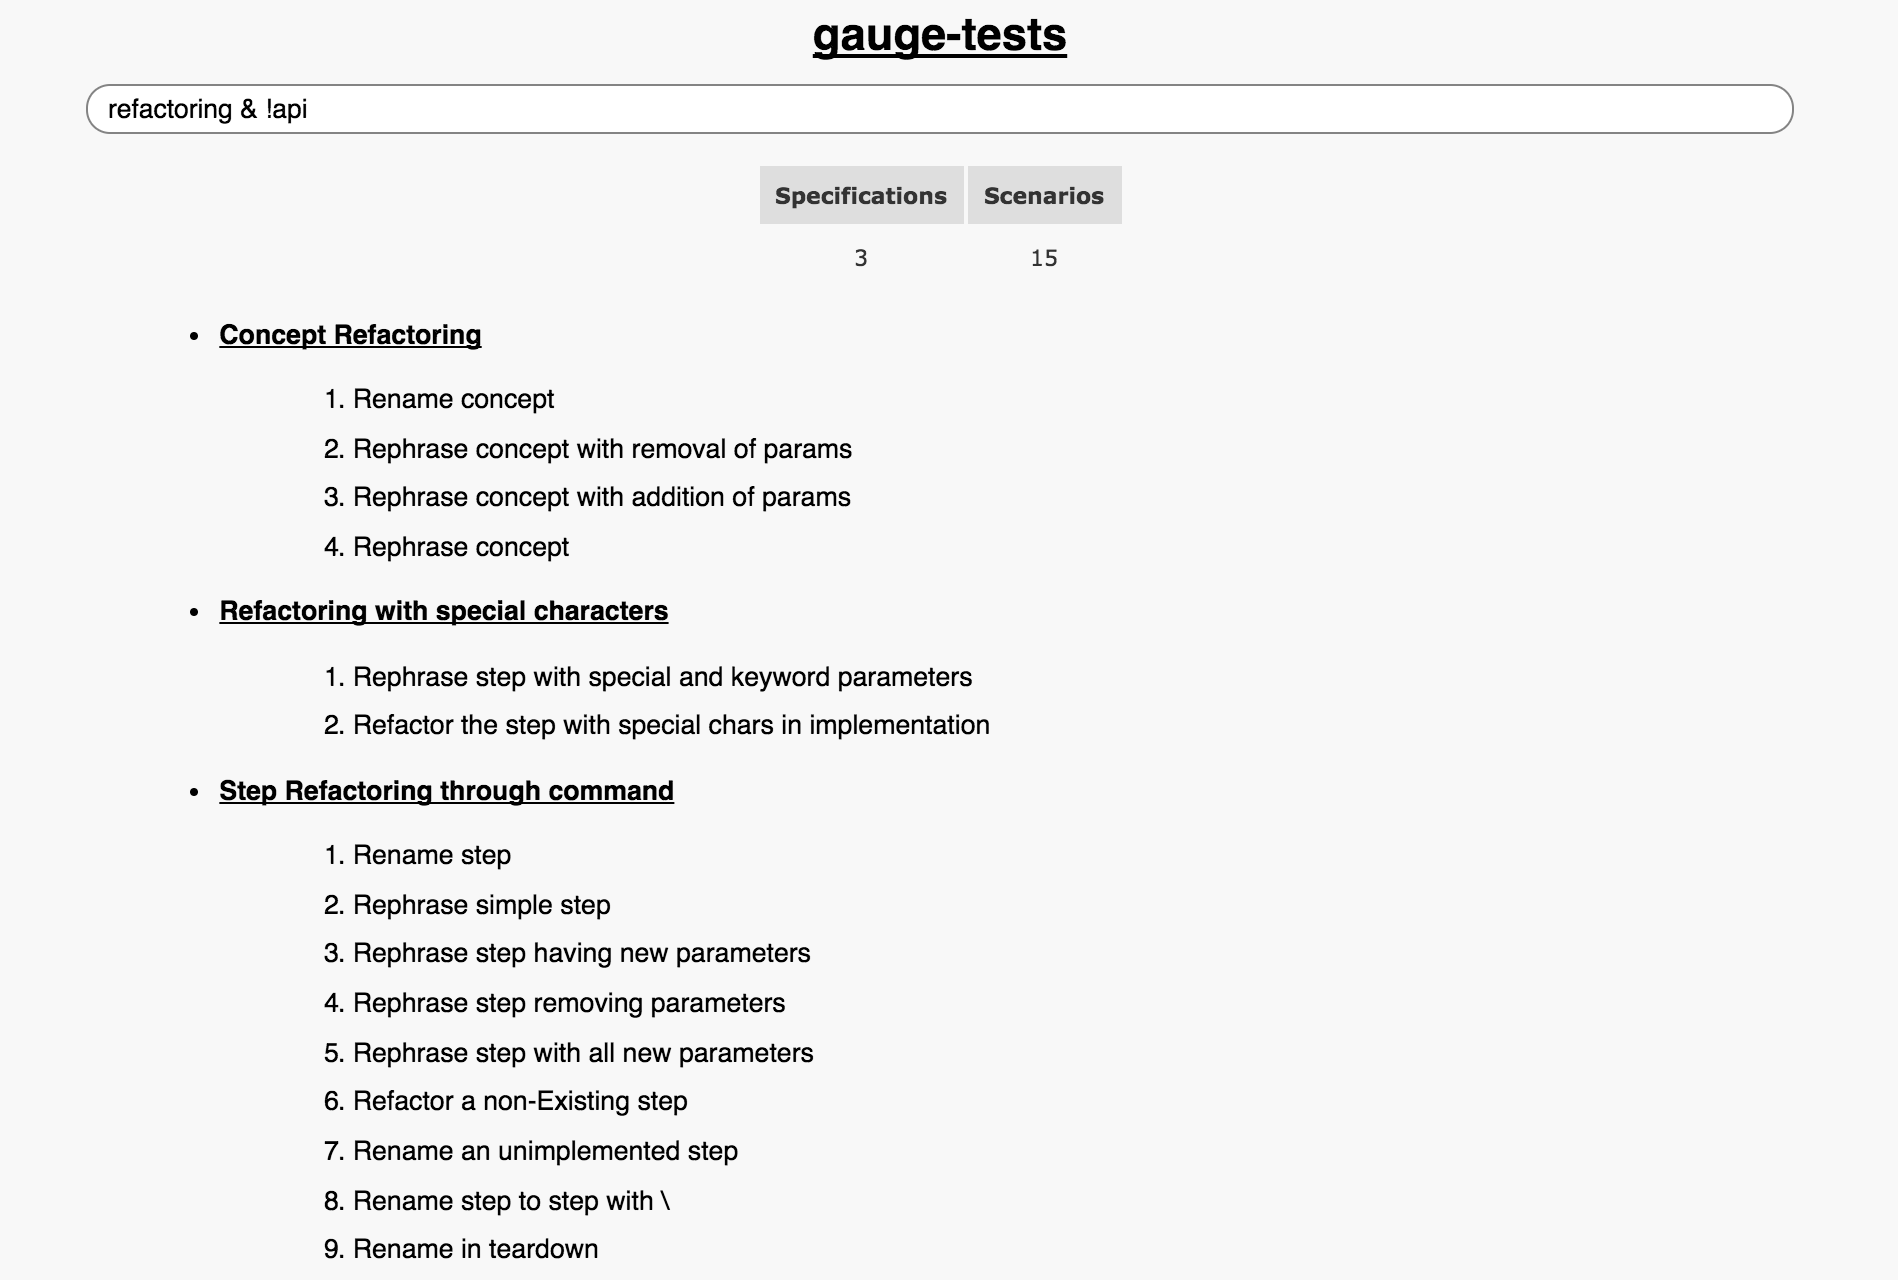 gauge-tests
refactoring & !api
Specifications Scenarios
3 15
• Concept Refactoring
1. Rename concept
2. Rephrase concept with removal of params
3. Rephrase concept with addition of params
4. Rephrase concept
• Refactoring with special characters
1. Rephrase step with special and keyword parameters
2. Refactor the step with special chars in implementation
• Step Refactoring through command
1. Rename step
2. Rephrase simple step
3. Rephrase step having new parameters
4. Rephrase step removing parameters
5. Rephrase step with all new parameters
6. Refactor a non-Existing step
7. Rename an unimplemented step
8. Rename step to step with \
9. Rename in teardown